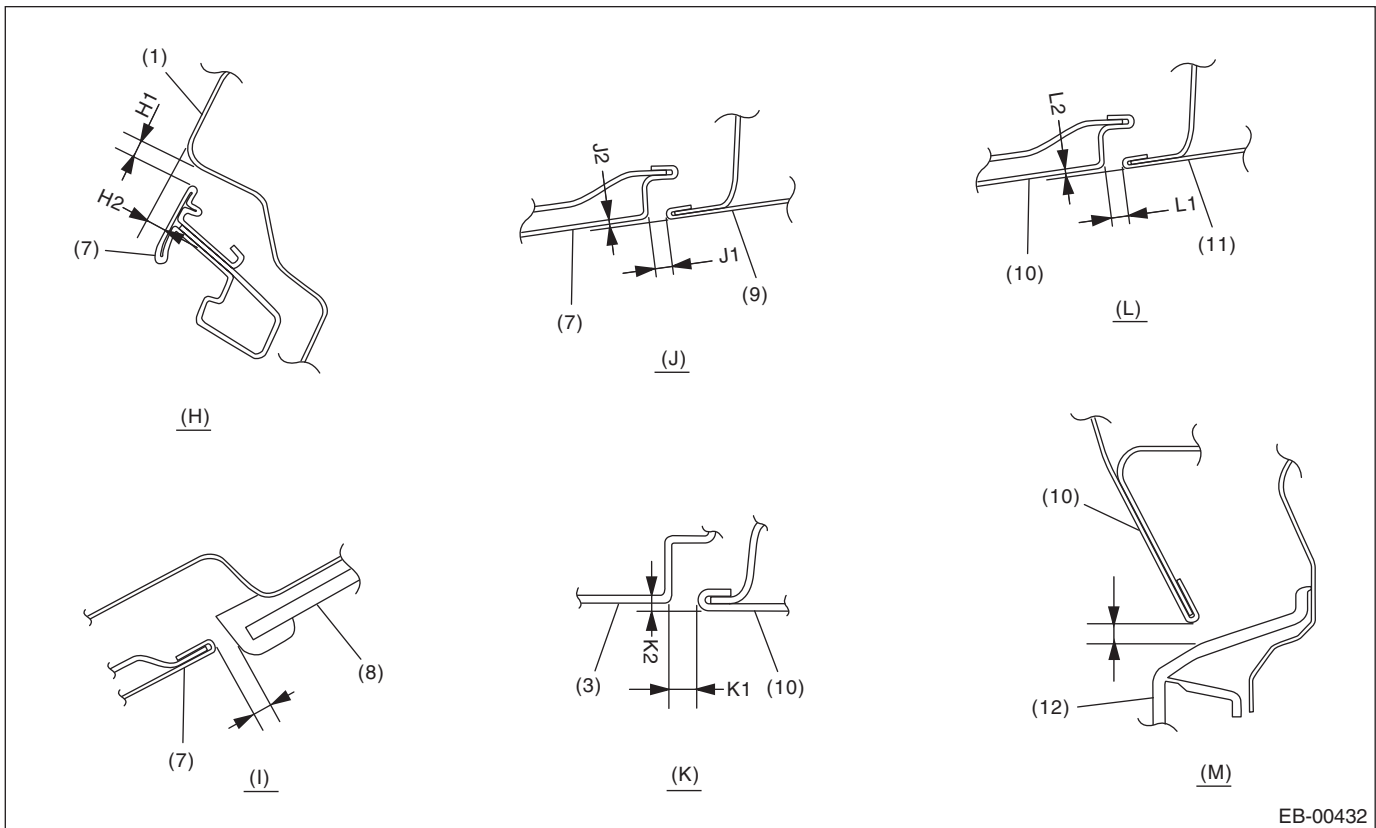 (1)
H1
H2
(7)
(H)
J2
J1
(7)
(9)
(J)
L2
L1
(10)
(11)
(L)
(8)
(7)
(I)
K2
K1
(3)
(10)
(K)
(10)
(12)
(M)
EB-00432